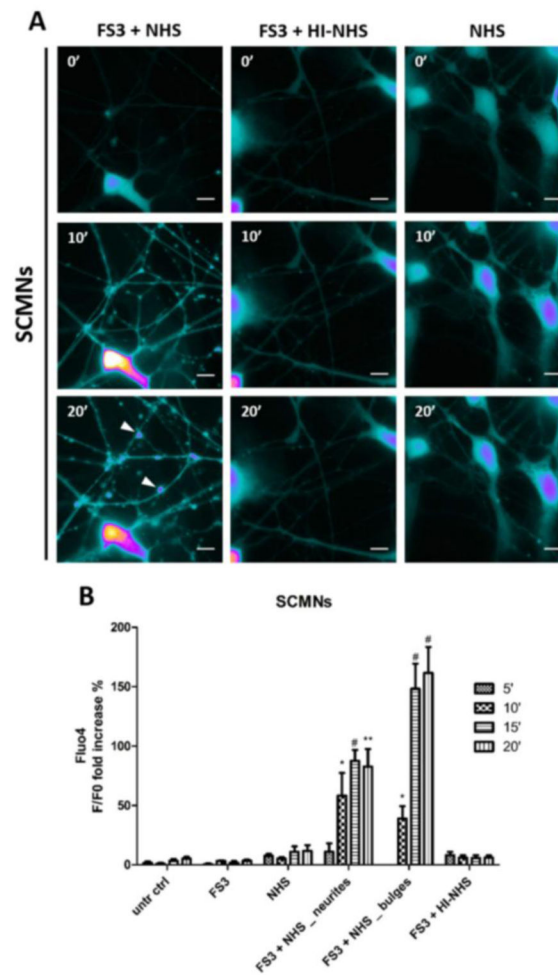 A
FS3 + NHS FS3 + HI-NHS NHS
0' 0' 0'
SCMNs
10' 10' 10'
20' 20' 20'
B
SCMNs
Fluo4
F/F0 fold increase %
200
150
100
50
0
* # **
* # #
5'
10'
15'
20'
untr ctrl
FS3
NHS
FS3 + NHS _ neurites
FS3 + NHS _ bulges
FS3 + HI-NHS